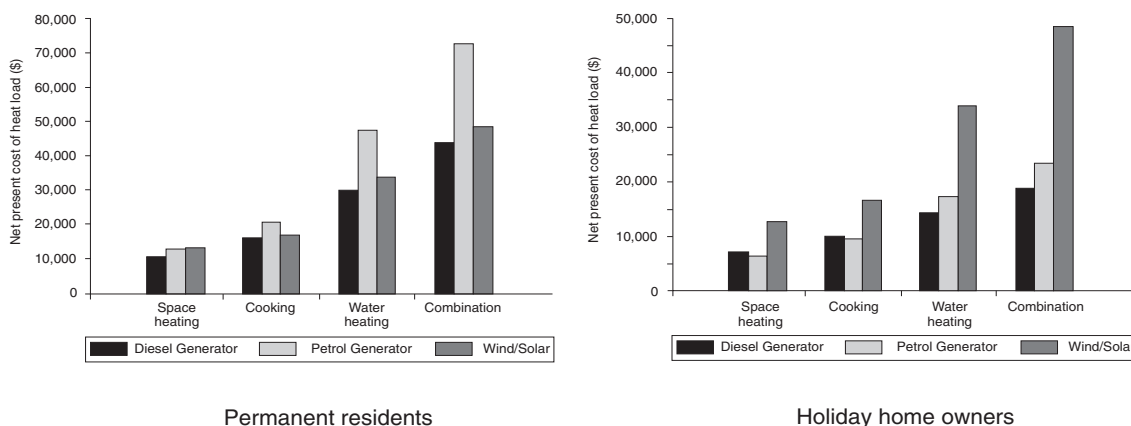 Net present cost of heat load ($)
80,000
70,000
60,000
50,000
40,000
30,000
20,000
10,000
0
Space
heating
Cooking
Water
heating
Combination
Diesel Generator
Petrol Generator
Wind/Solar
Permanent residents
Net present cost of heat load ($)
50,000
40,000
30,000
20,000
10,000
0
Space
heating
Cooking
Water
heating
Combination
Diesel Generator
Petrol Generator
Wind/Solar
Holiday home owners